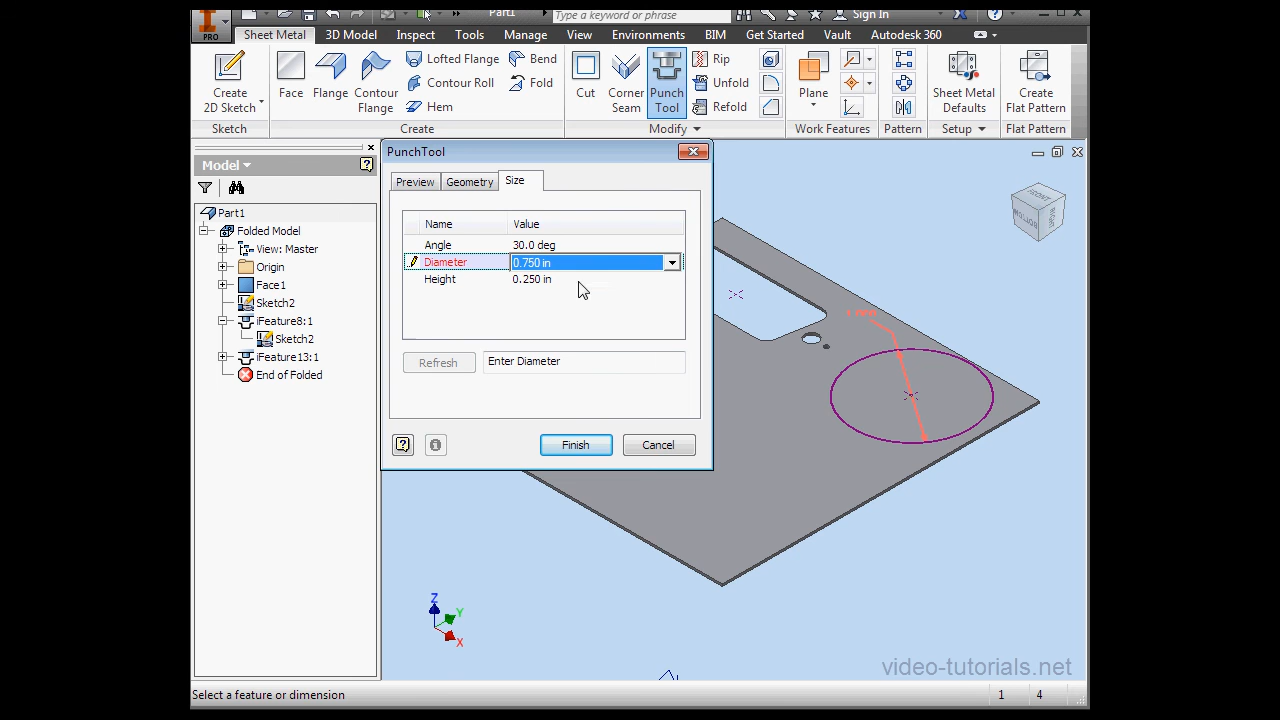 Part1
Type a keyword or phrase
Sign In
PRO
Sheet Metal
3D Model
Inspect
Tools
Manage
View
Environments
BIM
Get Started
Vault
Autodesk 360
Create
2D Sketch
Face
Flange
Contour
Flange
Lofted Flange
Contour Roll
Hem
Bend
Fold
Cut
Corner
Seam
Punch
Tool
Rip
Unfold
Refold
Plane
Sheet Metal
Defaults
Create
Flat Pattern
Sketch
Create
Modify
Work Features
Pattern
Setup
Flat Pattern
Model
Part1
Folded Model
View: Master
Origin
Face1
Sketch2
iFeature8:1
Sketch2
iFeature13:1
End of Folded
PunchTool
Preview
Geometry
Size
Name Value
Angle 30.0 deg
Diameter 0.750 in
Height 0.250 in
Refresh
Enter Diameter
Finish
Cancel
FRONT
Z
Y
X
video-tutorials.net
Select a feature or dimension
1
4